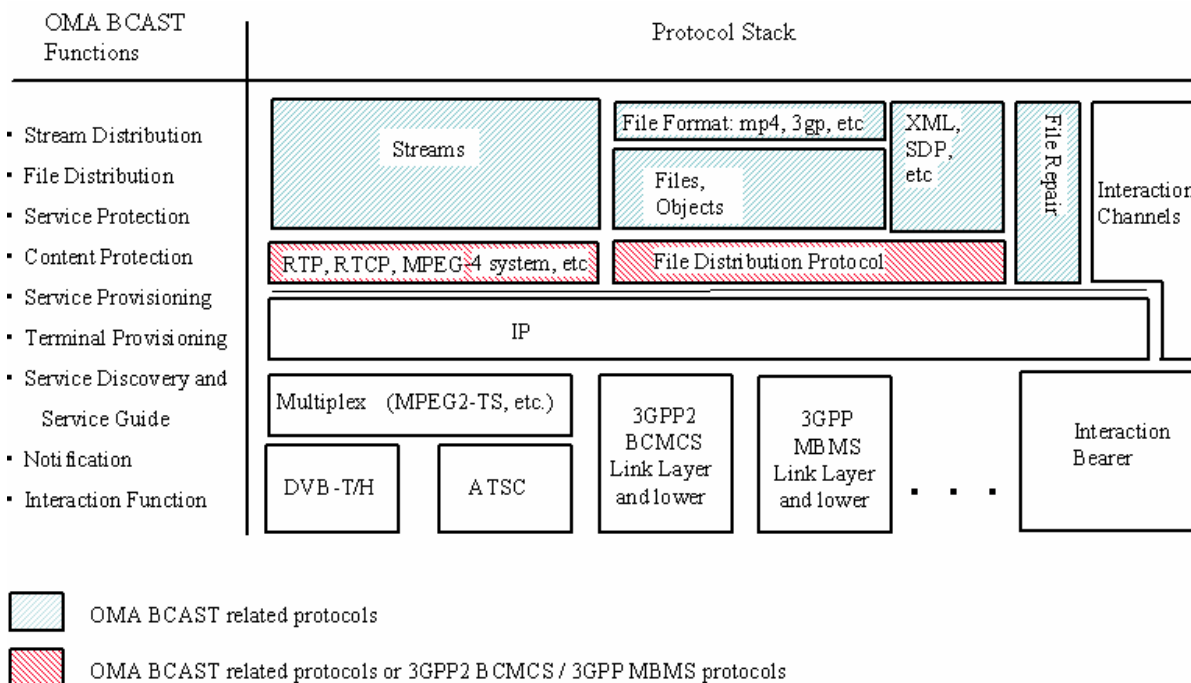 OMA BCAST
Functions
Protocol Stack
▪ Stream Distribution
▪ File Distribution
▪ Service Protection
▪ Content Protection
▪ Service Provisioning
▪ Terminal Provisioning
▪ Service Discovery and
Service Guide
▪ Notification
▪ Interaction Function
Streams
File Format: mp4, 3gp, etc
Files,
Objects
XML,
SDP,
etc
File Repair
Interaction
Channels
RTP, RTCP, MPEG-4 system, etc
File Distribution Protocol
IP
Multiplex (MPEG2-TS, etc.)
DVB-T/H
ATSC
3GPP2
BCMCS
Link Layer
and lower
3GPP
MBMS
Link Layer
and lower
. . .
Interaction
Bearer
OMA BCAST related protocols
OMA BCAST related protocols or 3GPP2 BCMCS / 3GPP MBMS protocols